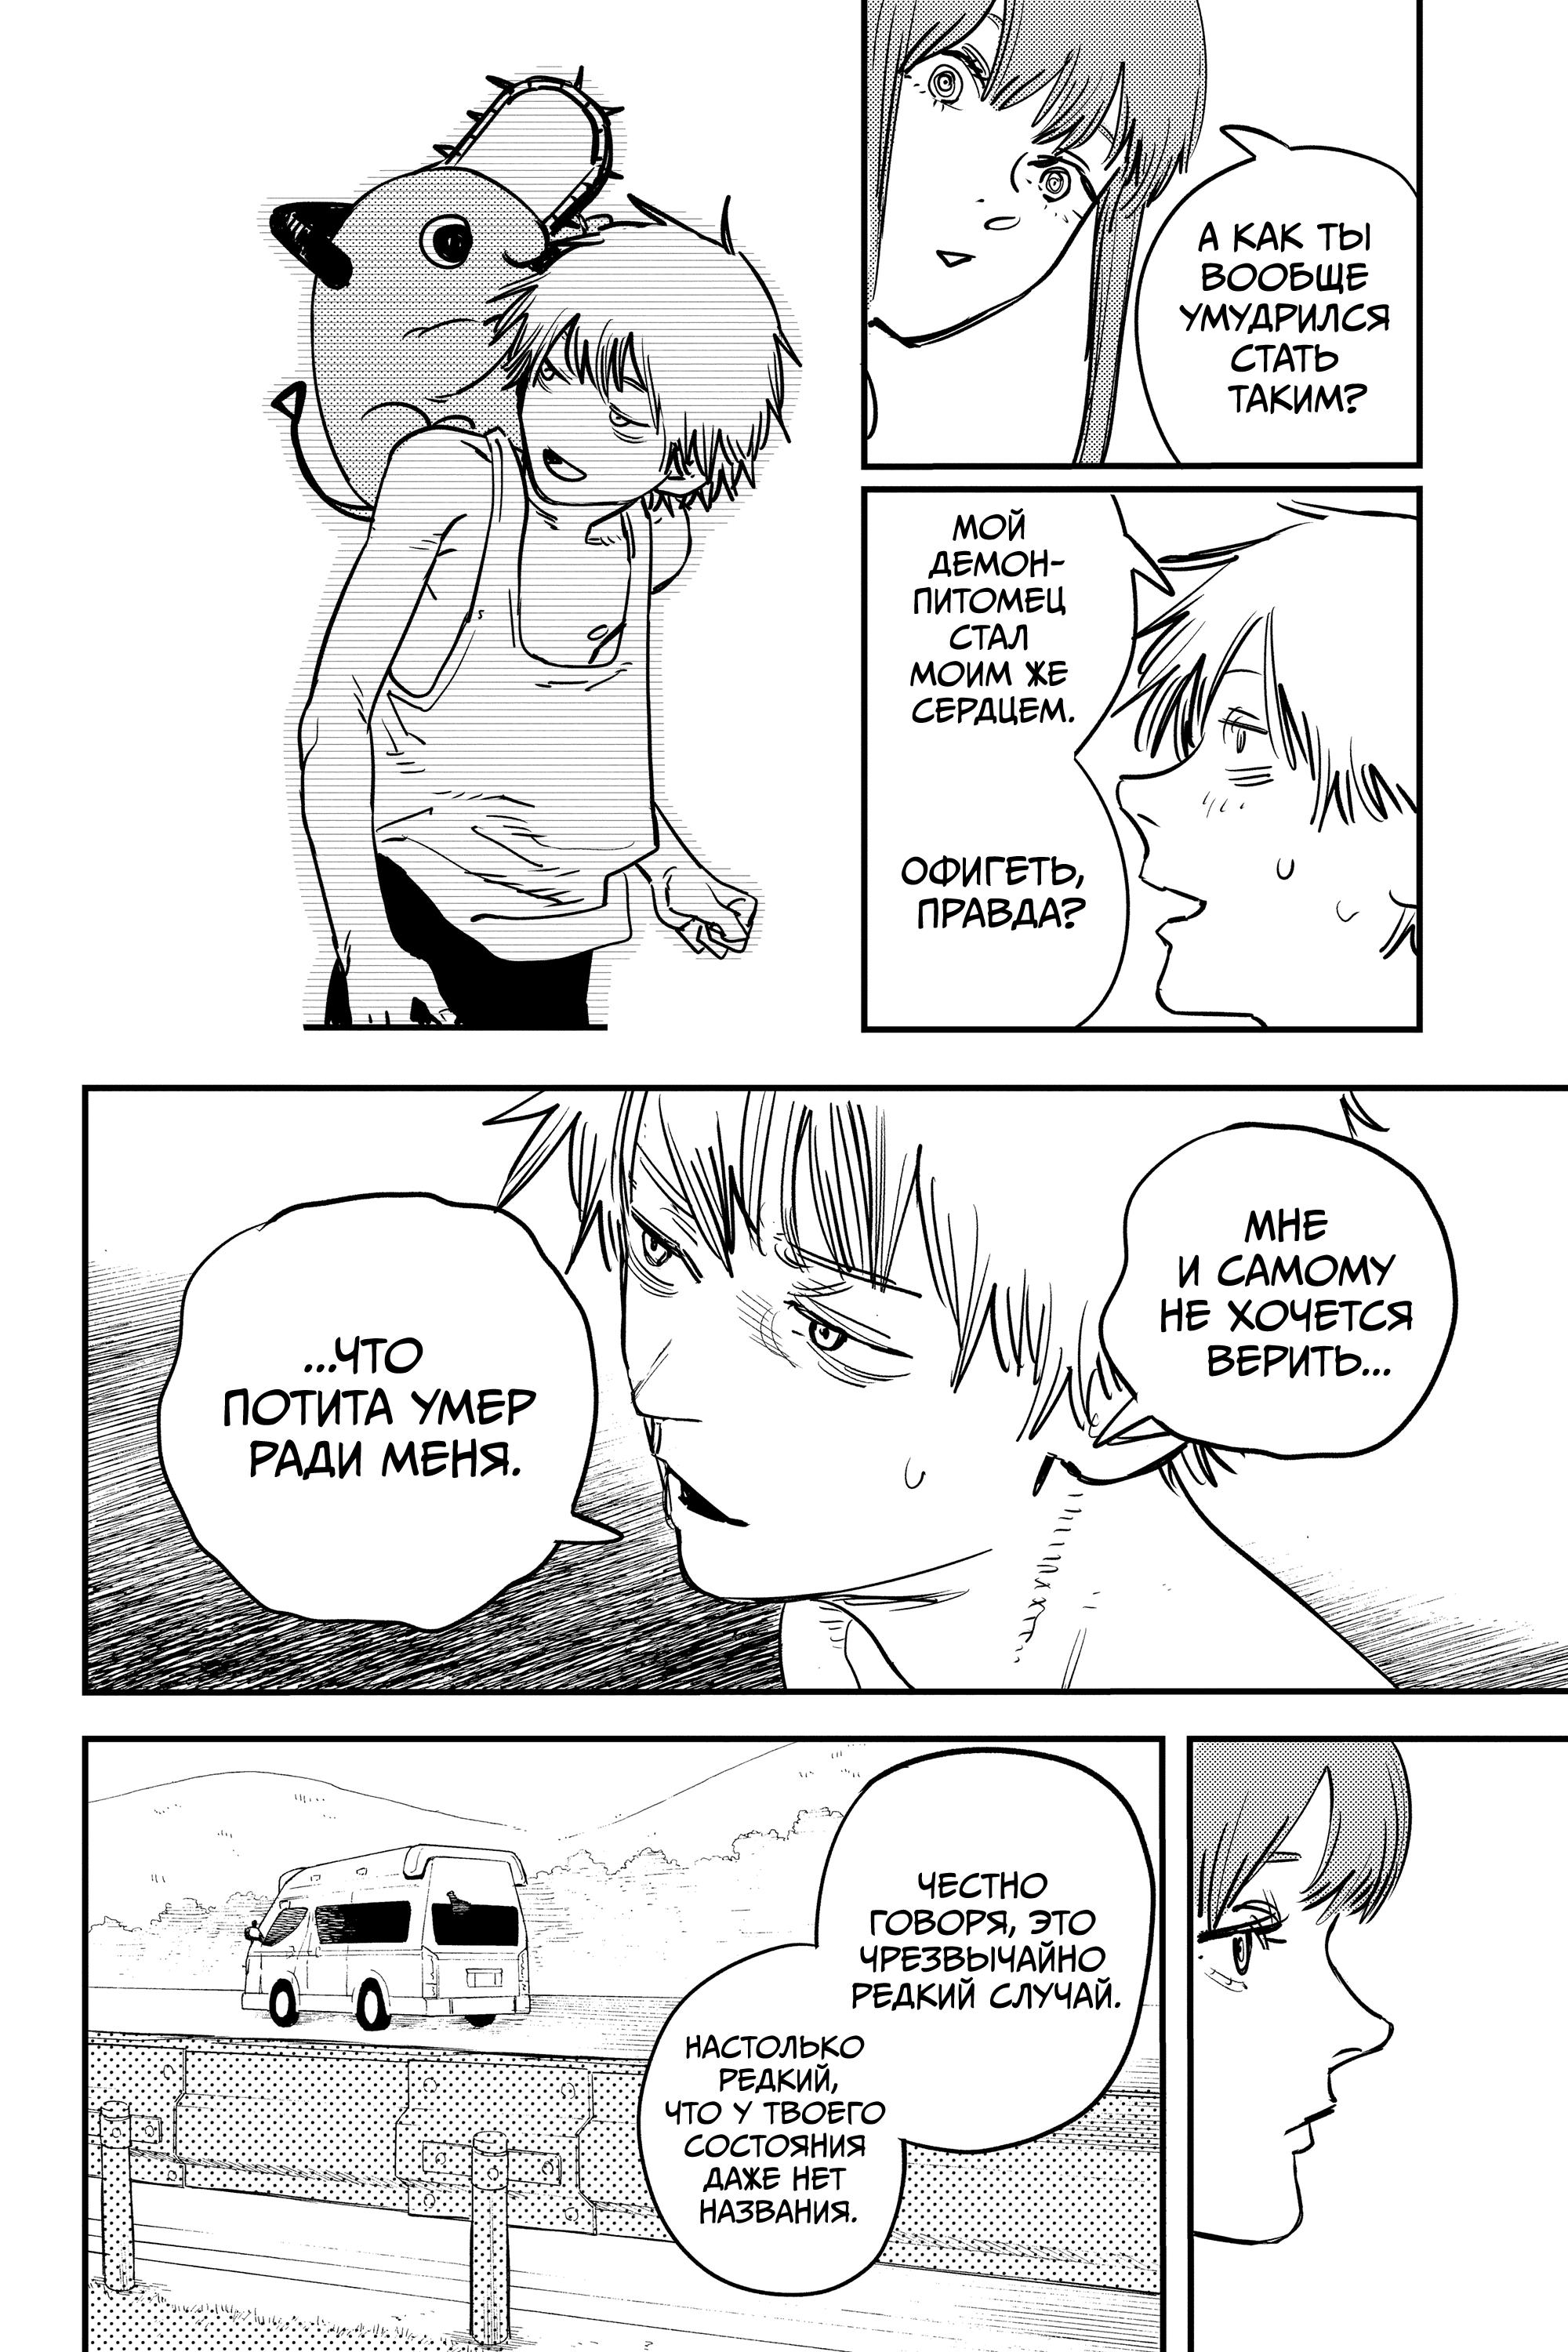 А КАК ТЫ
ВООБЩЕ
УМУДРИЛСЯ
СТАТЬ
ТАКИМ?
МОЙ
ДЕМОН-
ПИТОМЕЦ
СТАЛ
МОИМ ЖЕ
СЕРДЦЕМ.
ОФИГЕТЬ,
ПРАВДА?
МНЕ
И САМОМУ
НЕ ХОЧЕТСЯ
ВЕРИТЬ...
...ЧТО
ПОТИТА УМЕР
РАДИ МЕНЯ.
ЧЕСТНО
ГОВОРЯ, ЭТО
ЧРЕЗВЫЧАЙНО
РЕДКИЙ СЛУЧАЙ.
НАСТОЛЬКО
РЕДКИЙ,
ЧТО У ТВОЕГО
СОСТОЯНИЯ
ДАЖЕ НЕТ
НАЗВАНИЯ.